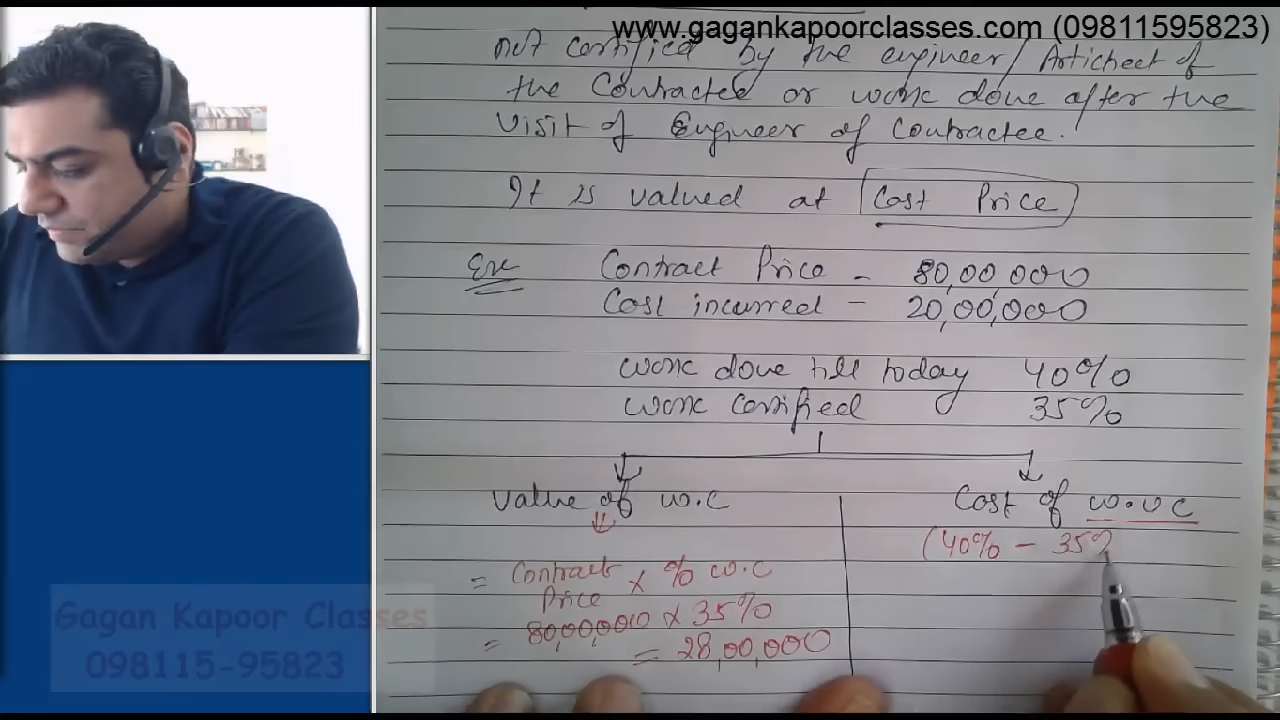 www.gagankapoorclasses.com (09811595823)
not certified by the engineer/ Articheet of
the Contractee or work done after the
visit of Engineer of contractee.
It is valued at Cost Price
Exe Contract Price - 80,00,000
Cost incurred - 20,00,000
work done till today 40%
work certified 35%
Value of w.c
Cost of w.u c
(40% - 35%
= Contract Price × % w.c
= 80,00,000 × 35%
= 28,00,000
Gagan Kapoor Classes
098115-95823